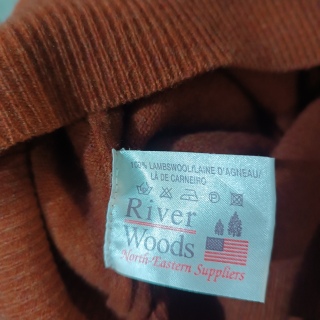 100% LAMBSWOOL/LAINE D'AGNEAU/
LÃ DE CARNEIRO
P
River
Woods
North-Eastern Suppliers